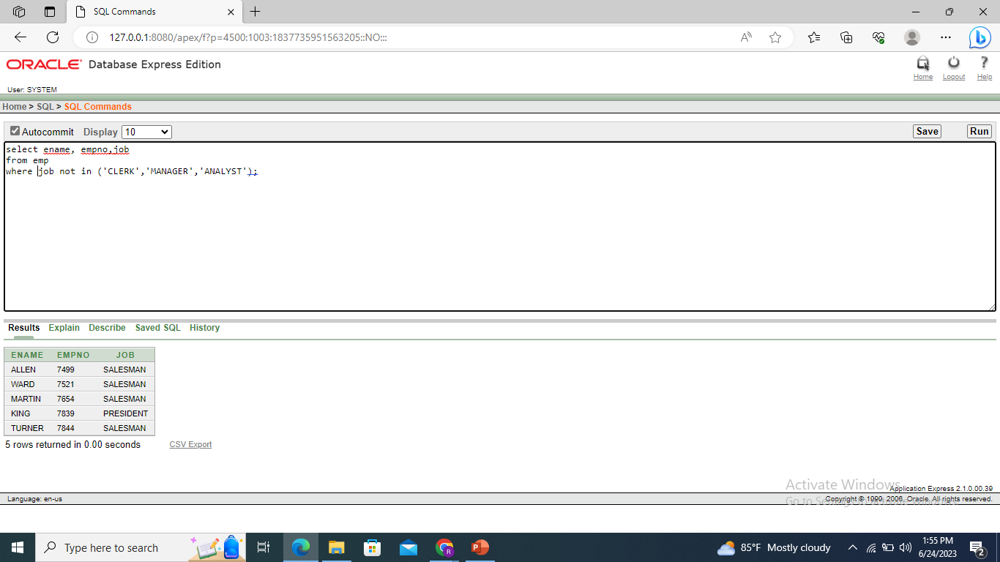 SQL Commands
127.0.0.1:8080/apex/f?p=4500:1003:1837735951563205::NO:::
ORACLE Database Express Edition
Home Logout Help
User: SYSTEM
Home > SQL > SQL Commands
Autocommit Display 10 Save Run
select ename, empno,job
from emp
where job not in ('CLERK','MANAGER','ANALYST');
Results Explain Describe Saved SQL History
ENAME EMPNO JOB
ALLEN 7499 SALESMAN
WARD 7521 SALESMAN
MARTIN 7654 SALESMAN
KING 7839 PRESIDENT
TURNER 7844 SALESMAN
5 rows returned in 0.00 seconds CSV Export
Activate Windows
Application Express 2.1.0.00.39
Language: en-us Copyright © 1999, 2006, Oracle. All rights reserved.
Type here to search 85°F Mostly cloudy 1:55 PM
6/24/2023
2